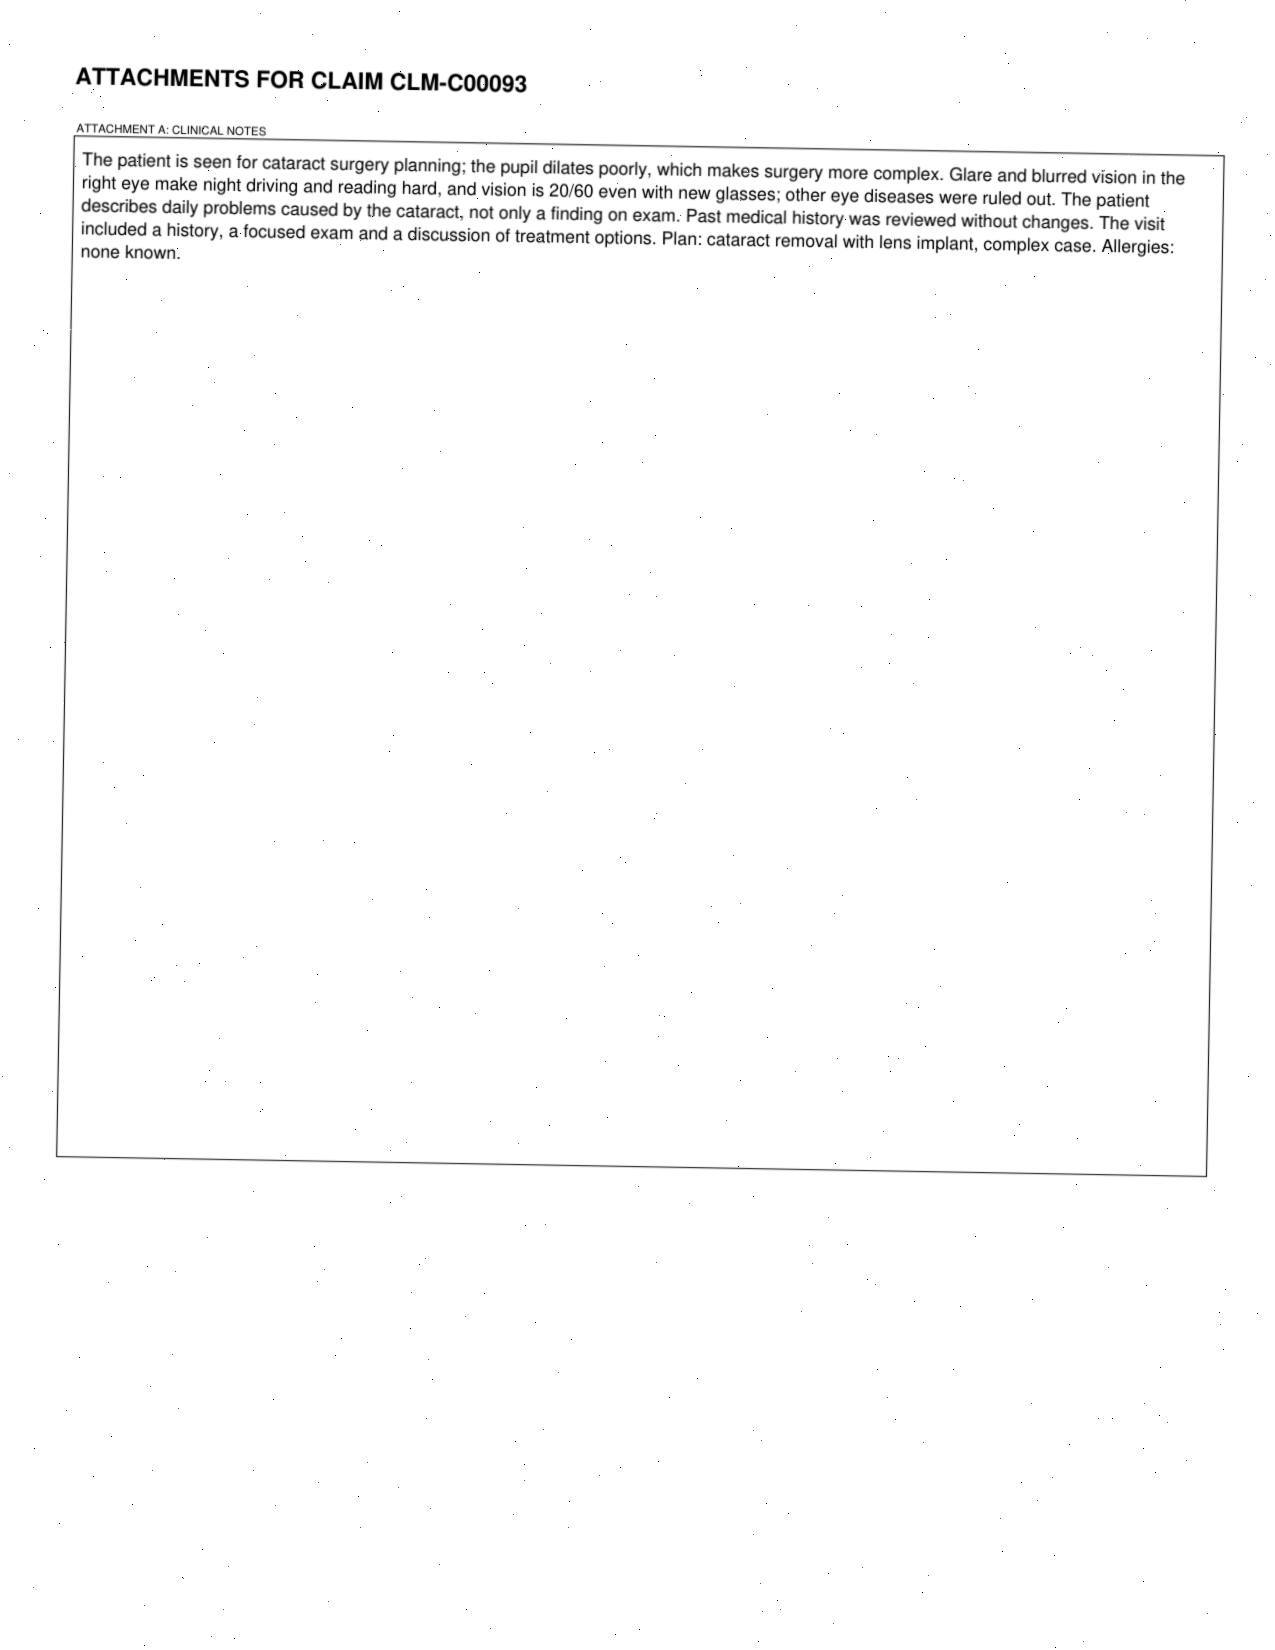 ATTACHMENTS FOR CLAIM CLM-C00093
ATTACHMENT A: CLINICAL NOTES
The patient is seen for cataract surgery planning; the pupil dilates poorly, which makes surgery more complex. Glare and blurred vision in the
right eye make night driving and reading hard, and vision is 20/60 even with new glasses; other eye diseases were ruled out. The patient
describes daily problems caused by the cataract, not only a finding on exam. Past medical history was reviewed without changes. The visit
included a history, a focused exam and a discussion of treatment options. Plan: cataract removal with lens implant, complex case. Allergies:
none known.